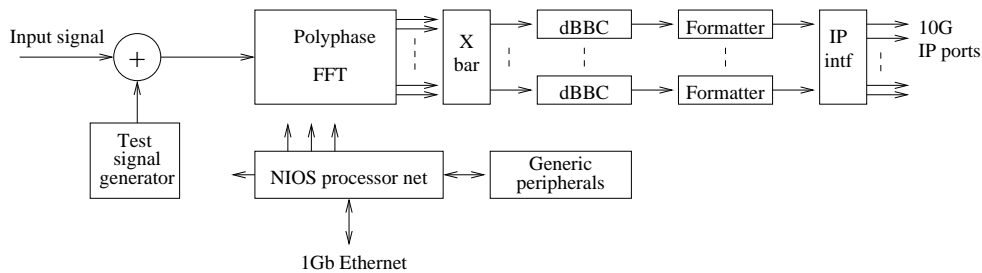 Input signal
+
Test
signal
generator
Polyphase
FFT
X
bar
dBBC
Formatter
dBBC
Formatter
IP
intf
10G
IP ports
NIOS processor net
Generic
peripherals
1Gb Ethernet